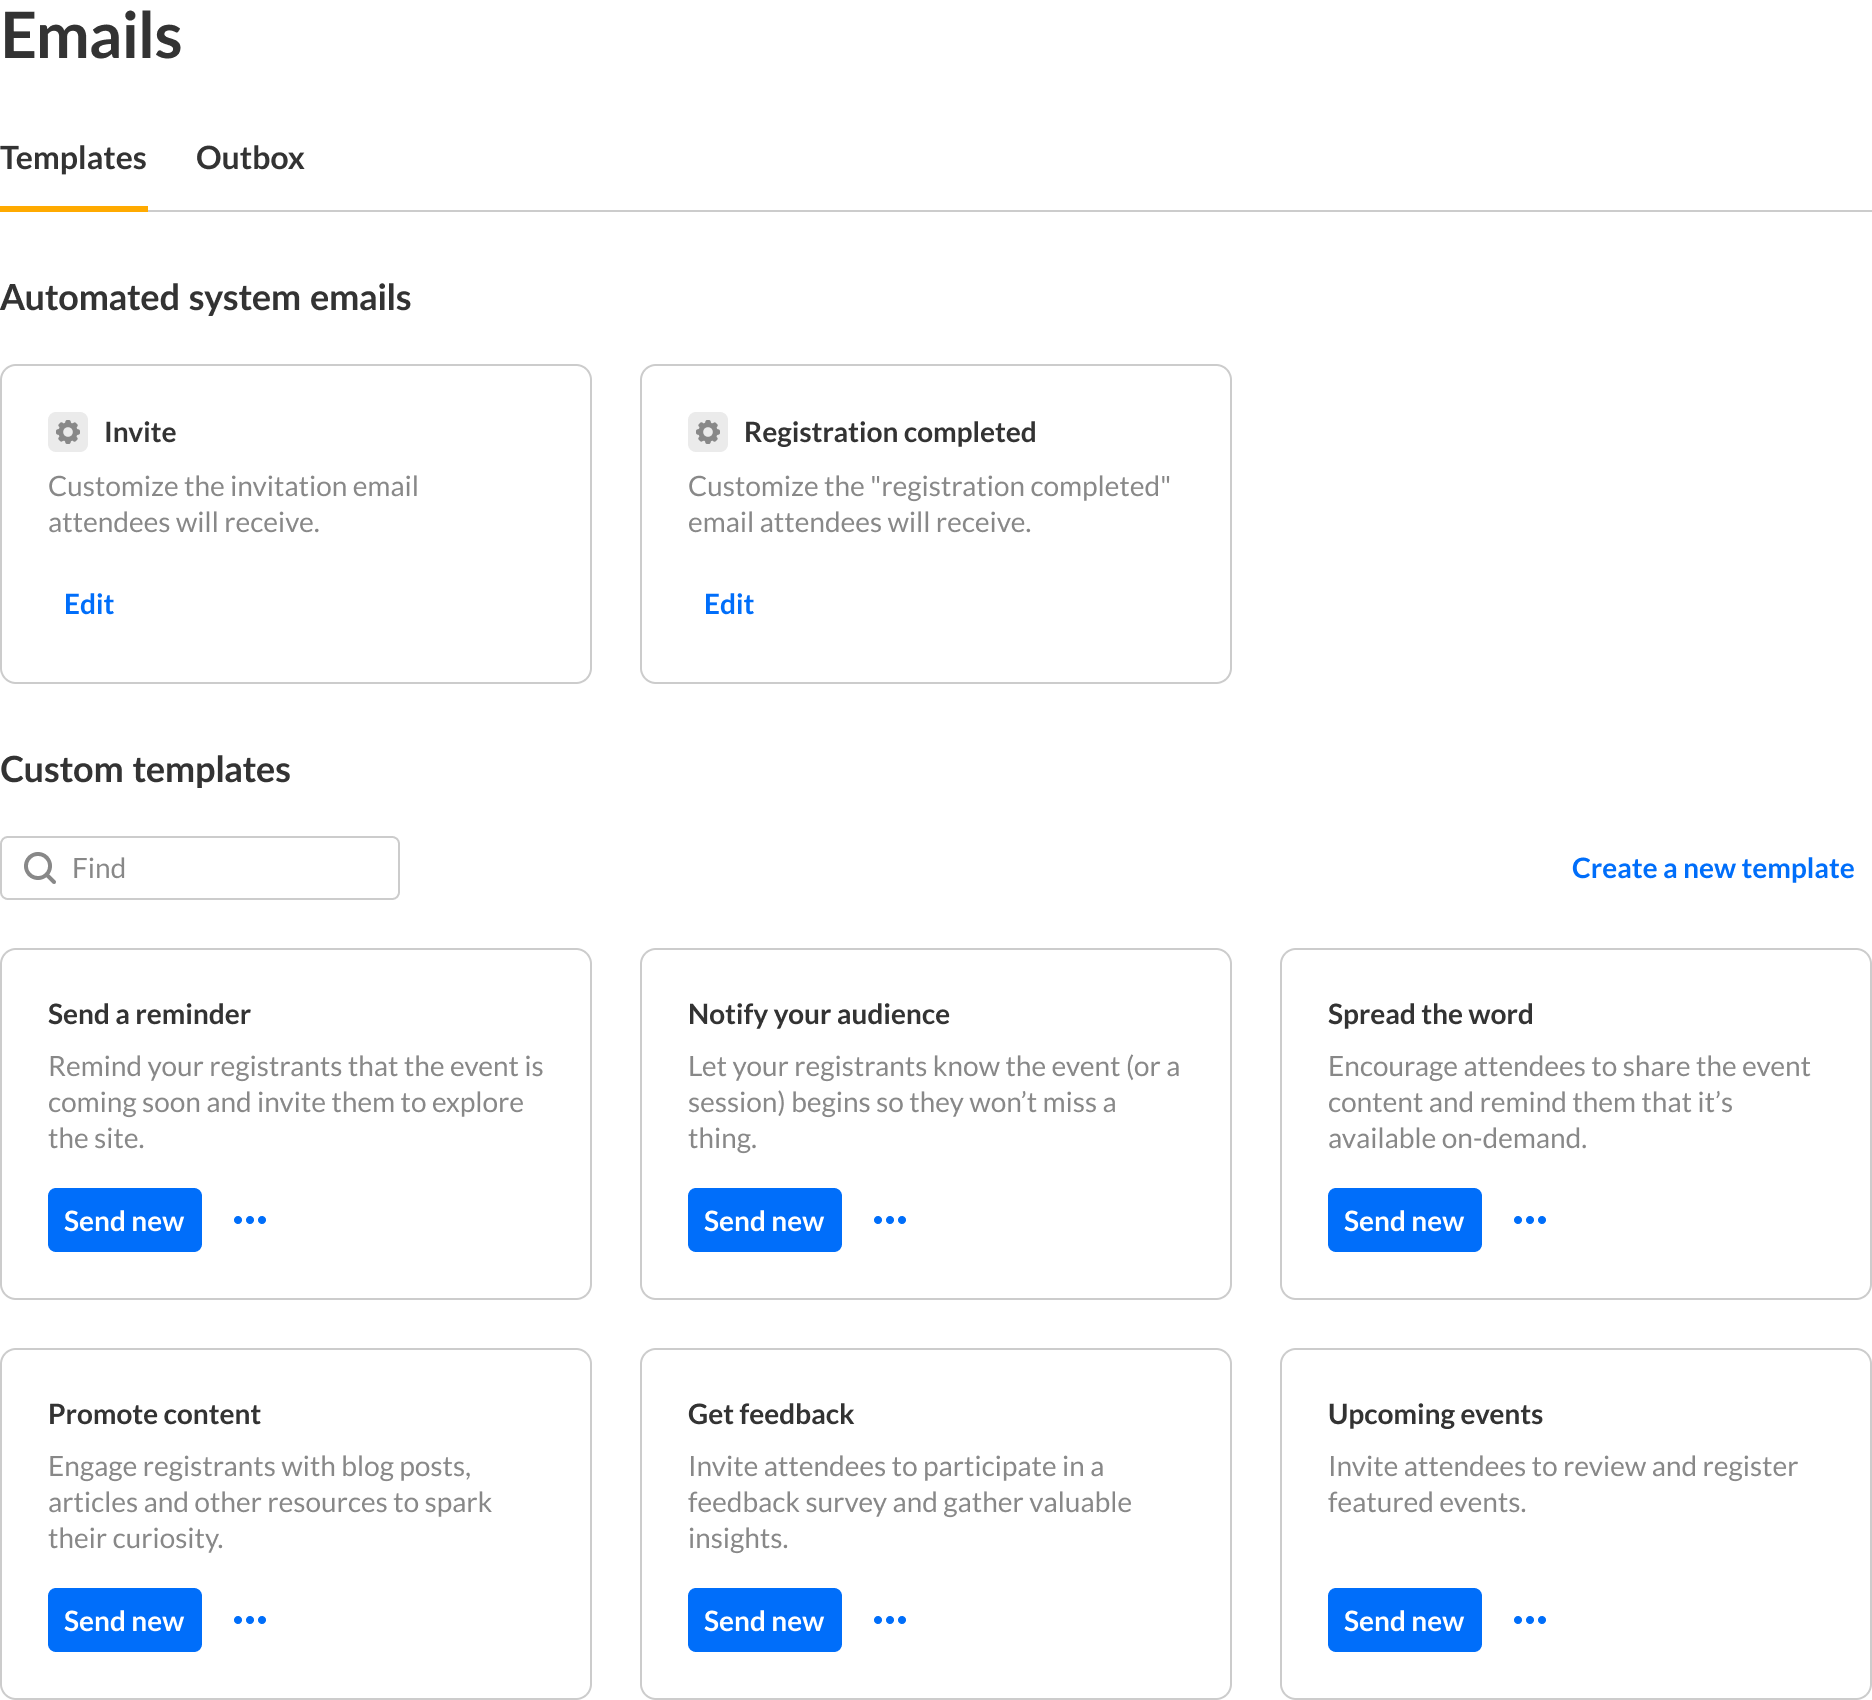 Emails
Templates
Outbox
Automated system emails
Invite
Customize the invitation email
attendees will receive.
Edit
Registration completed
Customize the "registration completed"
email attendees will receive.
Edit
Custom templates
Find
Create a new template
Send a reminder
Remind your registrants that the event is
coming soon and invite them to explore
the site.
Send new
Notify your audience
Let your registrants know the event (or a
session) begins so they won’t miss a
thing.
Send new
Spread the word
Encourage attendees to share the event
content and remind them that it’s
available on-demand.
Send new
Promote content
Engage registrants with blog posts,
articles and other resources to spark
their curiosity.
Send new
Get feedback
Invite attendees to participate in a
feedback survey and gather valuable
insights.
Send new
Upcoming events
Invite attendees to review and register
featured events.
Send new